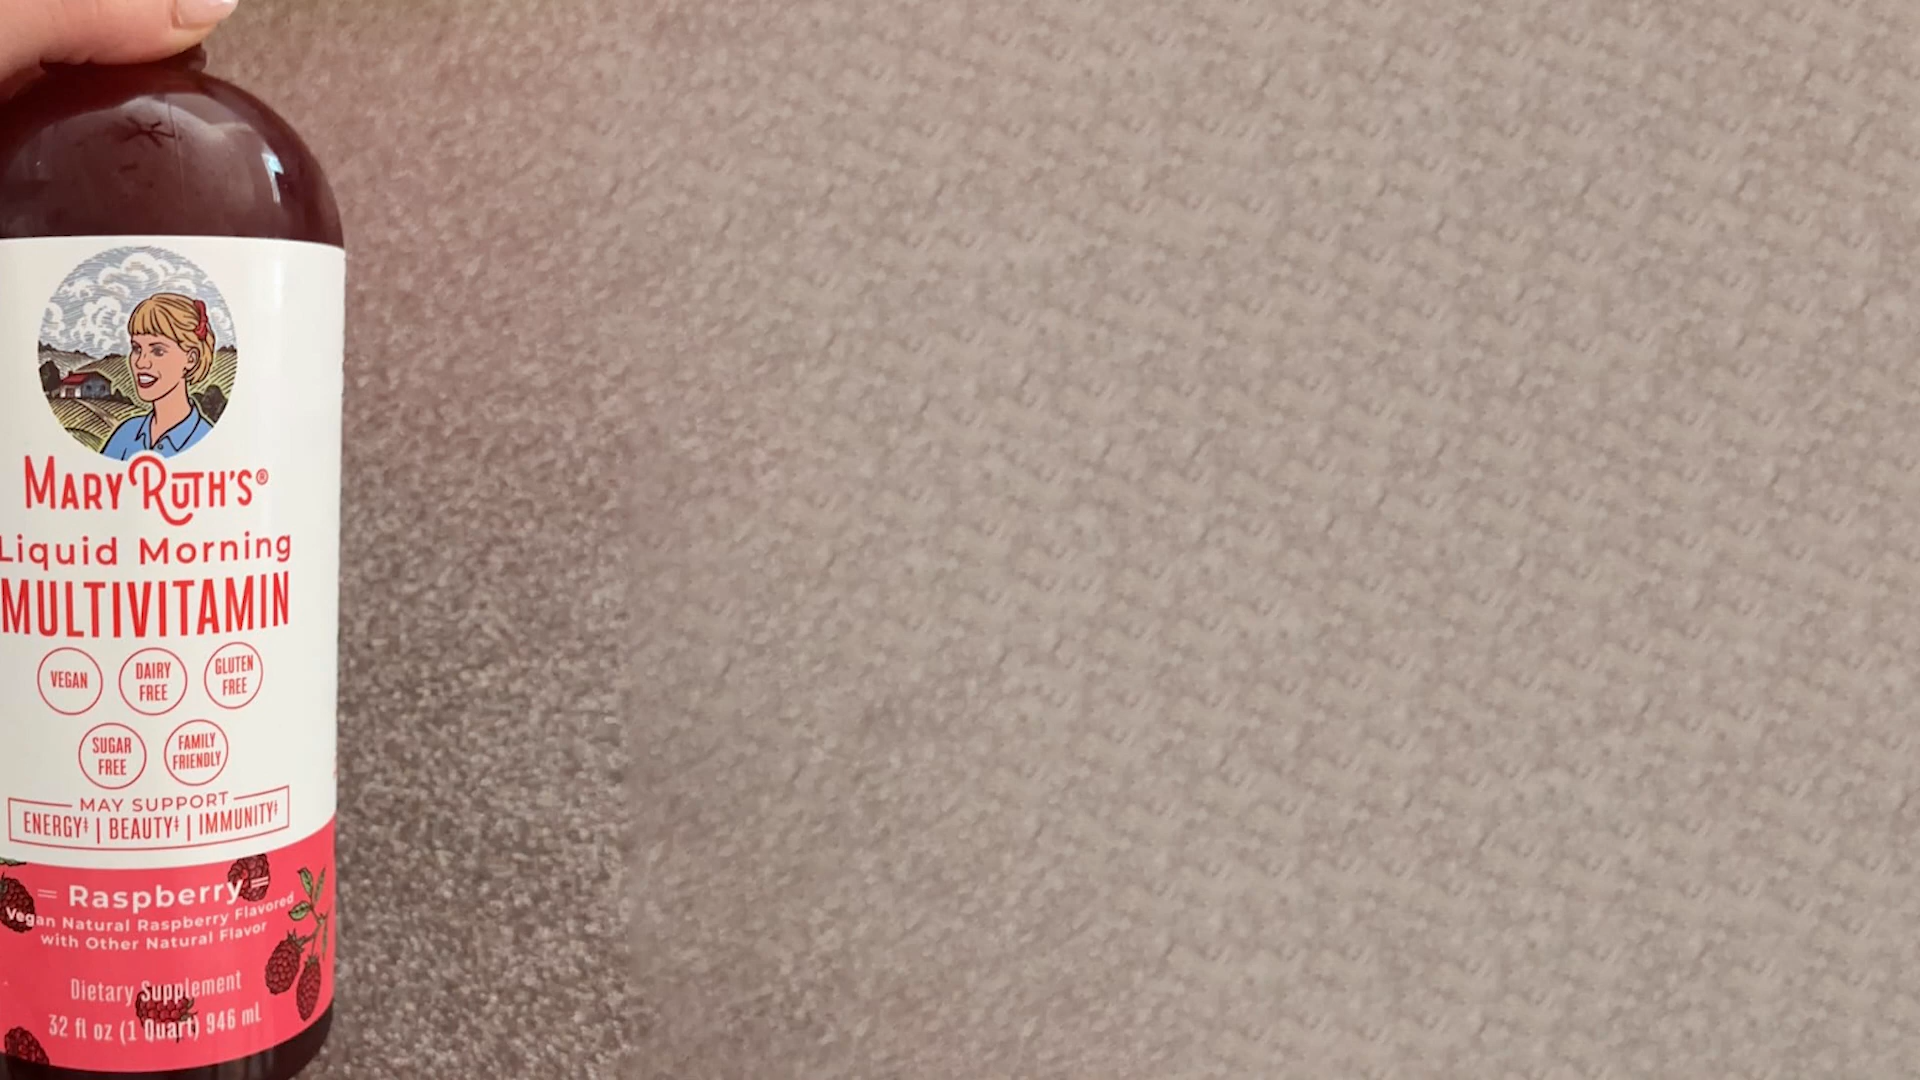 MARY RUTH'S®
Liquid Morning
MULTIVITAMIN
VEGAN
DAIRY
FREE
GLUTEN
FREE
SUGAR
FREE
FAMILY
FRIENDLY
MAY SUPPORT
ENERGY‡ | BEAUTY‡ | IMMUNITY‡
Raspberry
Vegan Natural Raspberry Flavored
with Other Natural Flavor
Dietary Supplement
32 fl oz (1 Quart) 946 mL